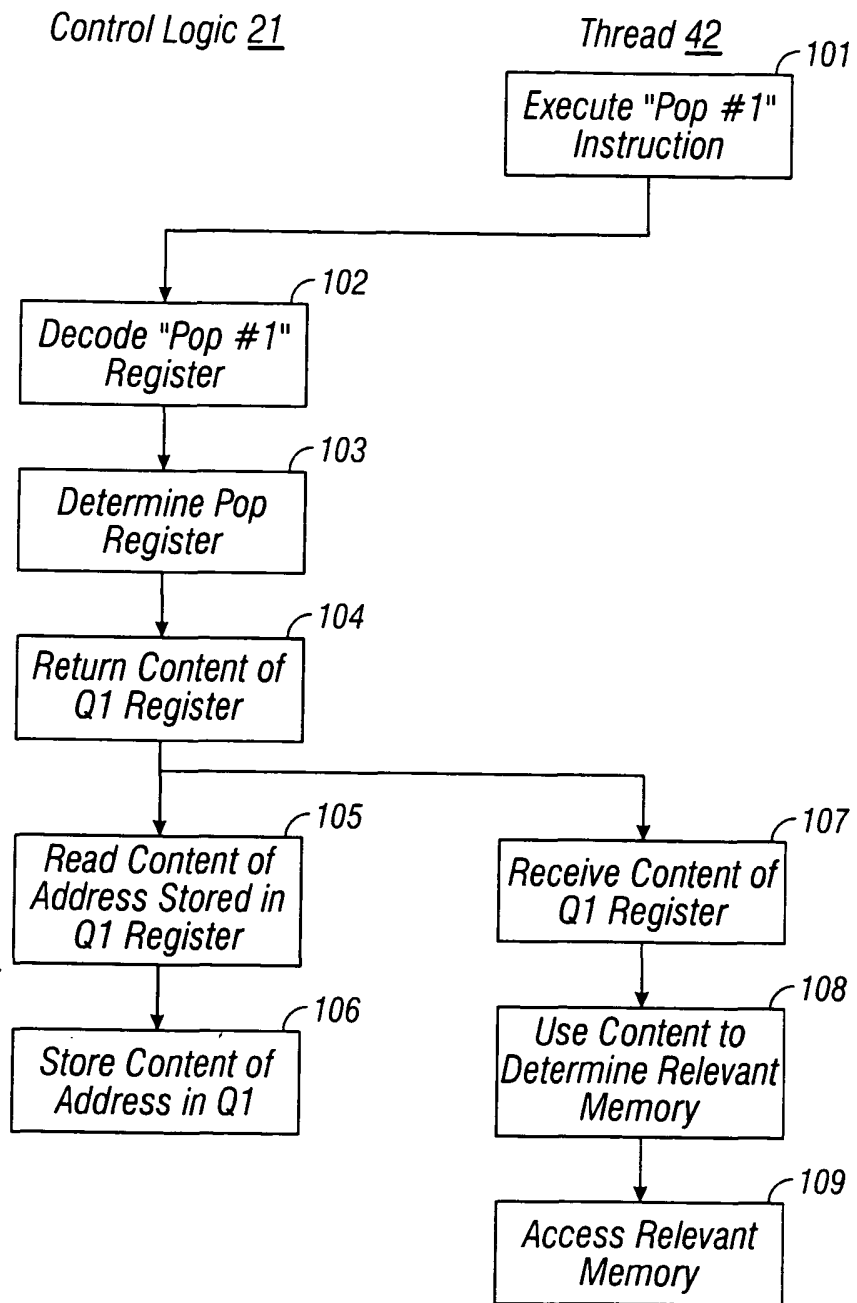 Control Logic 21
Thread 42
101
Execute "Pop #1"
Instruction
102
Decode "Pop #1"
Register
103
Determine Pop
Register
104
Return Content of
Q1 Register
105
Read Content of
Address Stored in
Q1 Register
106
Store Content of
Address in Q1
107
Receive Content of
Q1 Register
108
Use Content to
Determine Relevant
Memory
109
Access Relevant
Memory